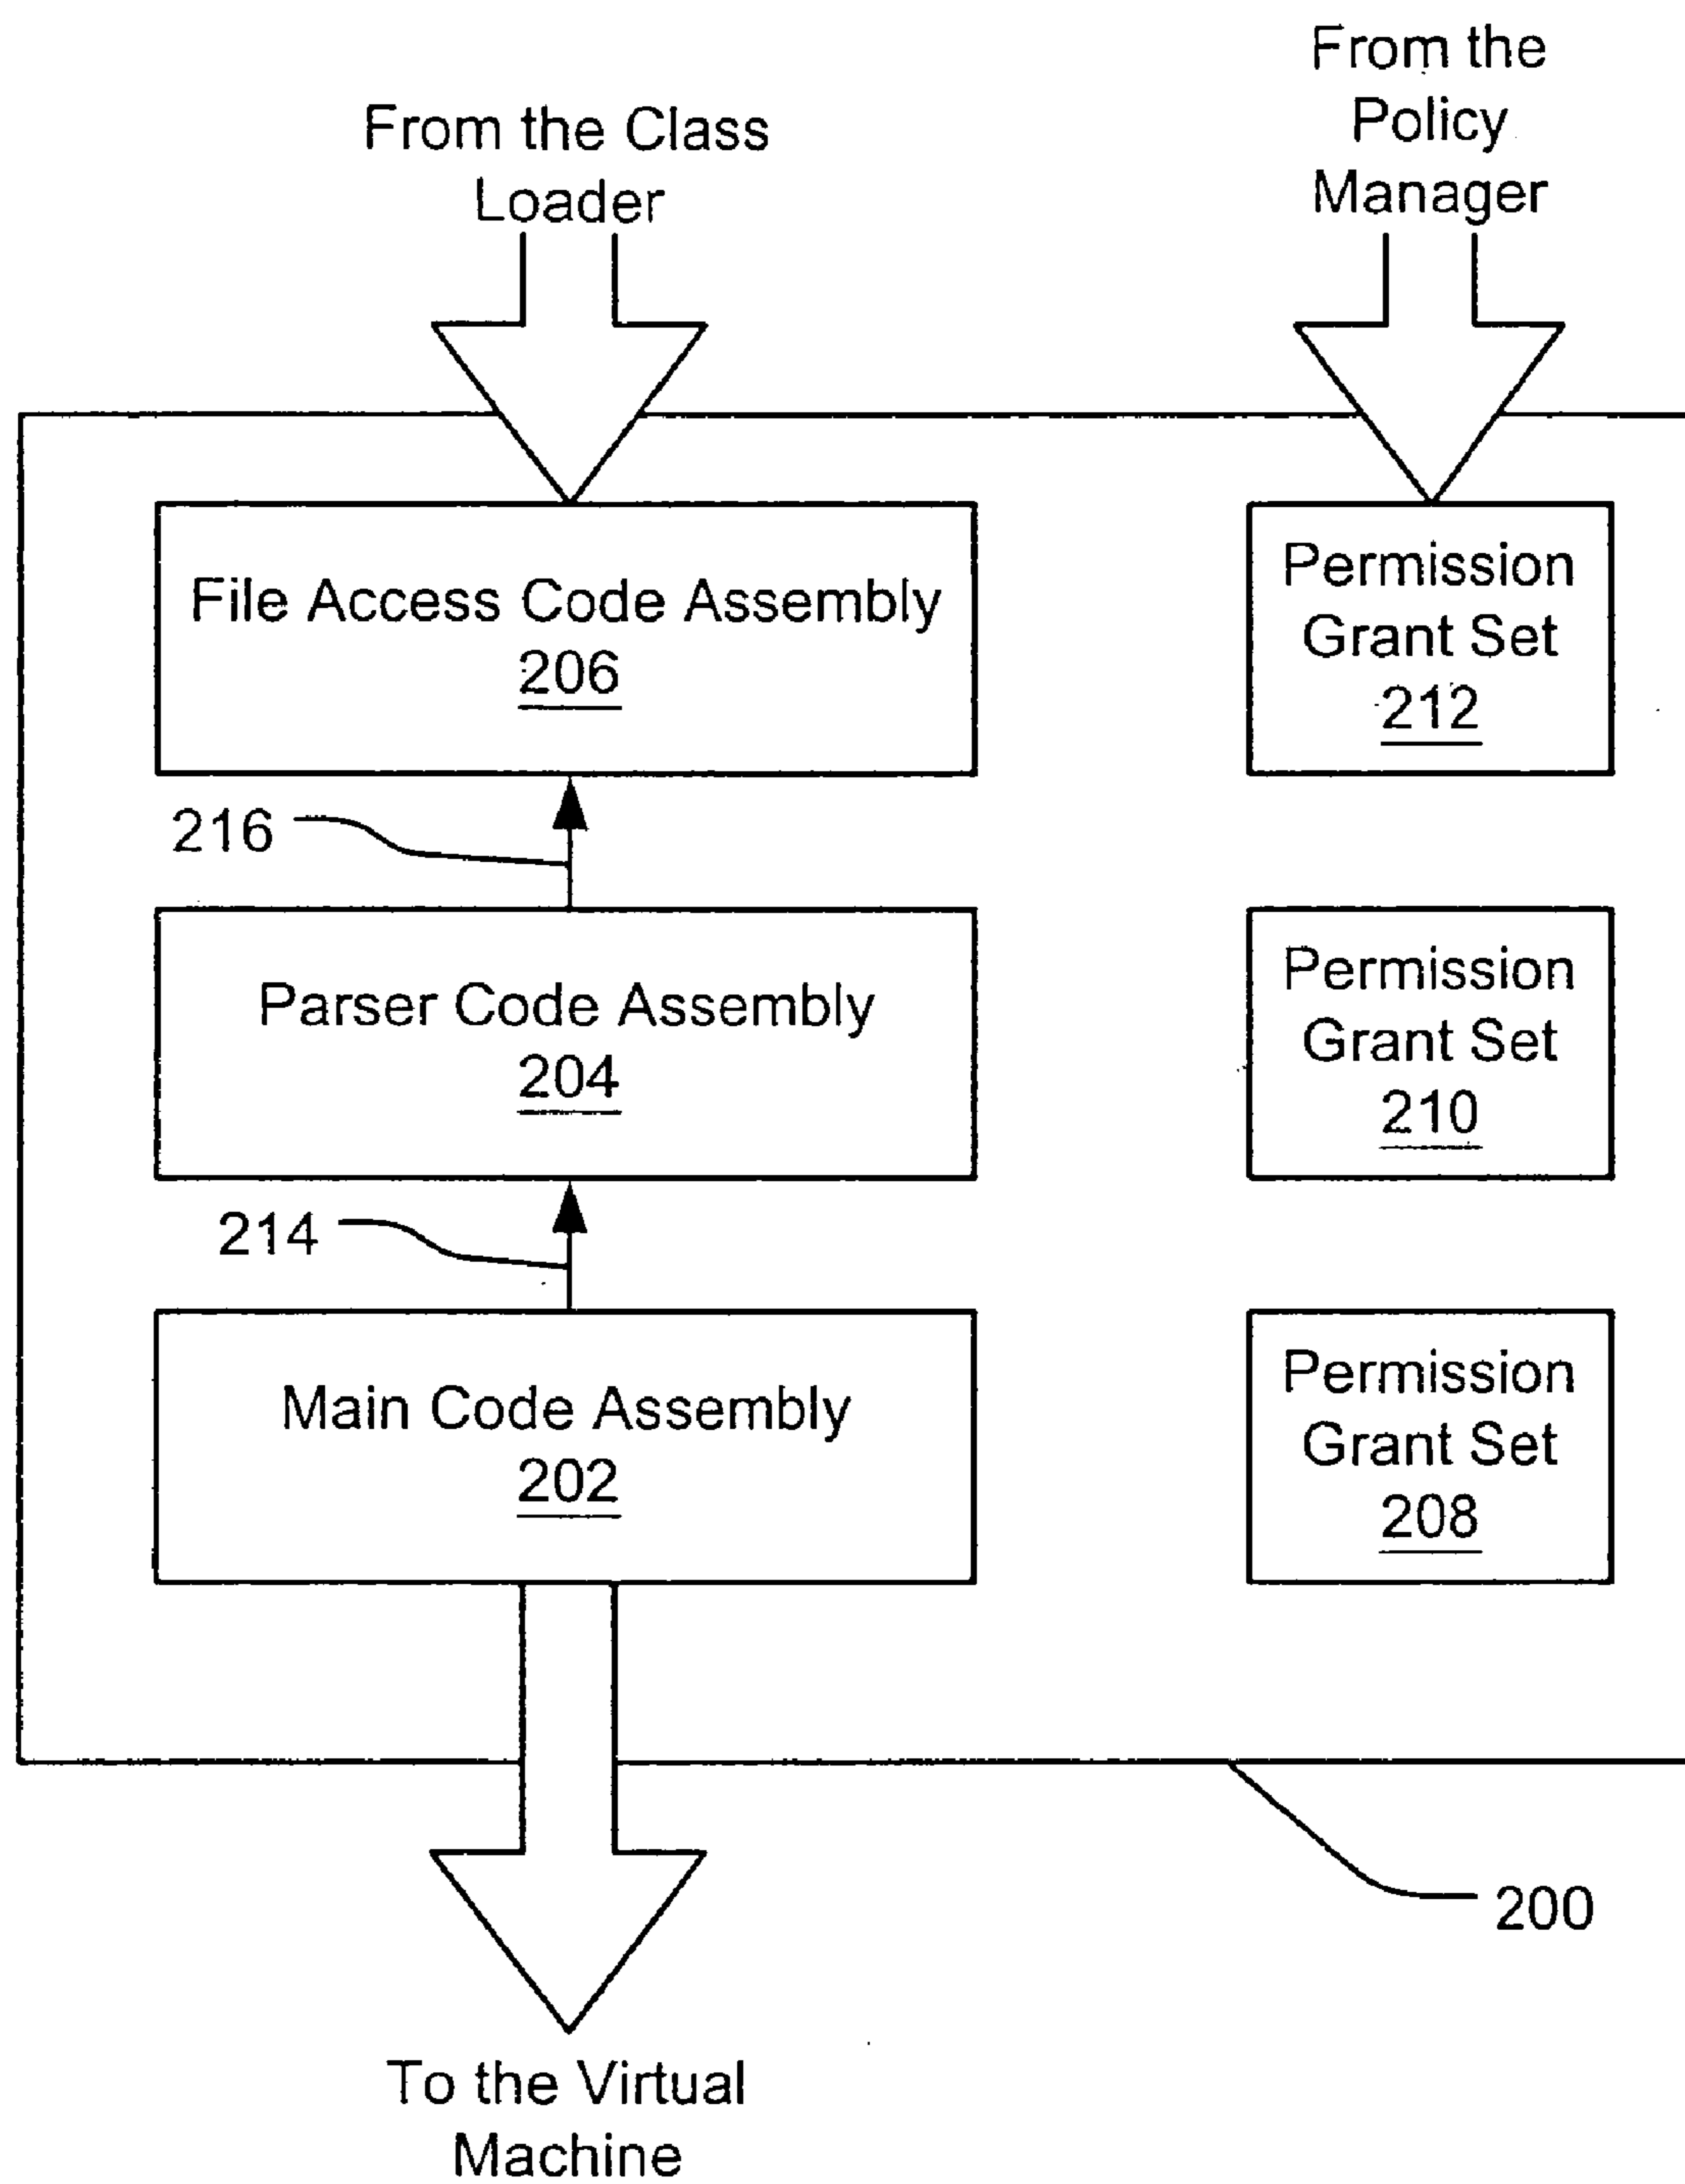 From the Class
Loader
From the
Policy
Manager
File Access Code Assembly
206
Permission
Grant Set
212
216
Parser Code Assembly
204
Permission
Grant Set
210
214
Main Code Assembly
202
Permission
Grant Set
208
200
To the Virtual
Machine